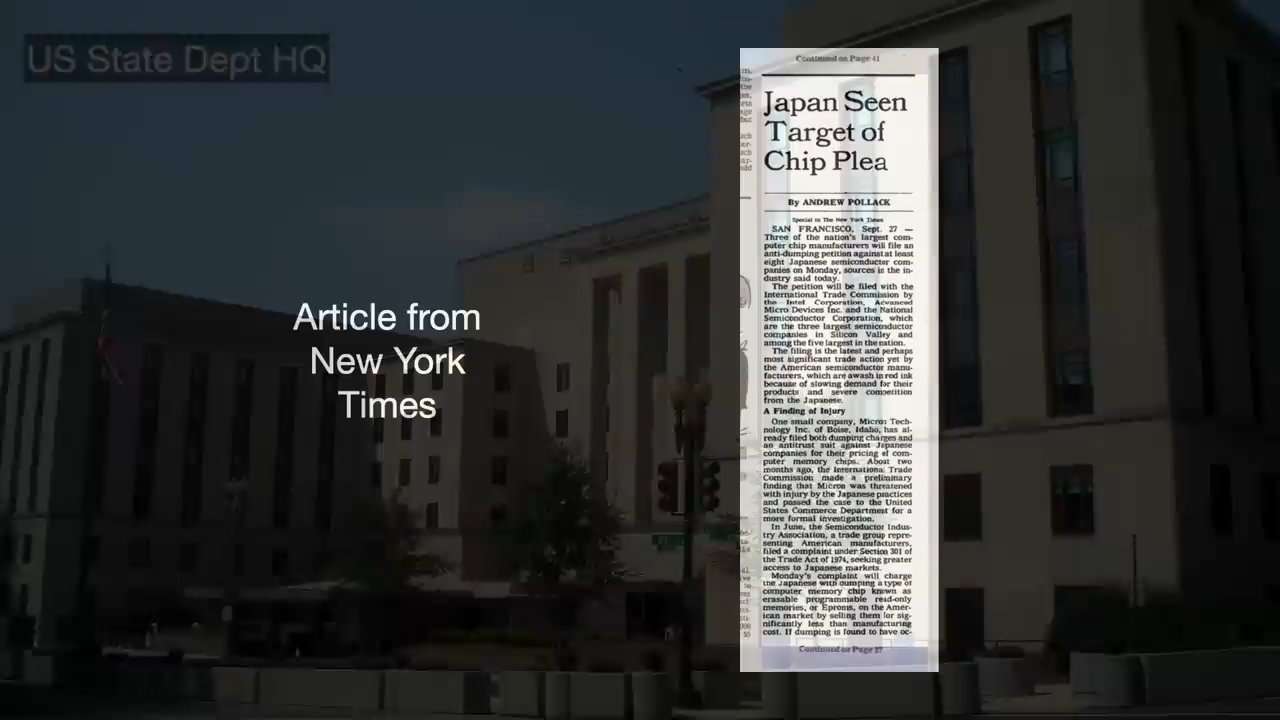 US State Dept HQ
Article from
New York
Times
Continued on Page 41
Japan Seen
Target of
Chip Plea
By ANDREW POLLACK
Special to The New York Times
SAN FRANCISCO, Sept. 27 —
Three of the nation's largest com-
puter chip manufacturers will file an
anti-dumping petition against at least
eight Japanese semiconductor com-
panies on Monday, sources in the in-
dustry said today.
The petition will be filed with the
International Trade Commission by
the Intel Corporation, Advanced
Micro Devices Inc. and the National
Semiconductor Corporation, which
are the three largest semiconductor
companies in Silicon Valley and
among the five largest in the nation.
The filing is the latest and perhaps
most significant trade action yet by
the American semiconductor manu-
facturers, which are awash in red ink
because of slowing demand for their
products and severe competition
from the Japanese.
A Finding of Injury
One small company, Micron Tech-
nology Inc. of Boise, Idaho, has al-
ready filed both dumping charges and
an antitrust suit against Japanese
companies for their pricing of com-
puter memory chips. About two
months ago, the International Trade
Commission made a preliminary
finding that Micron was threatened
with injury by the Japanese practices
and passed the case to the United
States Commerce Department for a
more formal investigation.
In June, the Semiconductor Indus-
try Association, a trade group repre-
senting American manufacturers,
filed a complaint under Section 301 of
the Trade Act of 1974, seeking greater
access to Japanese markets.
Monday's complaint will charge
the Japanese with dumping a type of
computer memory chip known as
erasable programmable read-only
memories, or Eproms, on the Amer-
ican market by selling them for sig-
nificantly less than manufacturing
cost. If dumping is found to have oc-
Continued on Page 27